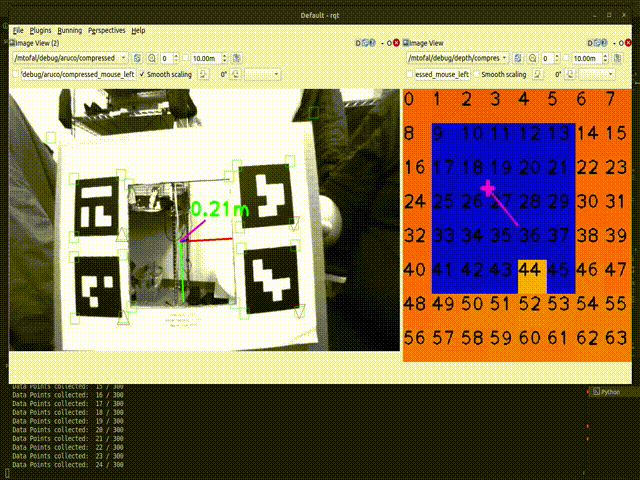 Default - rqt
File Plugins Running Perspectives Help
Image View (2)
D
- O
Image View
D
- O
/mtofal/debug/aruco/compressed
0
10.00m
/mtofal/debug/depth/compres
0
10.00m
/debug/aruco/compressed_mouse_left
Smooth scaling
0°
essed_mouse_left
Smooth scaling
0°
0.21m
0 1 2 3 4 5 6 7
8 9 10 11 12 13 14 15
16 17 18 19 20 21 22 23
24 25 26 27 28 29 30 31
32 33 34 35 36 37 38 39
40 41 42 43 44 45 46 47
48 49 50 51 52 53 54 55
56 57 58 59 60 61 62 63
Data Points collected: 15 / 300
Data Points collected: 16 / 300
Data Points collected: 17 / 300
Data Points collected: 18 / 300
Data Points collected: 19 / 300
Data Points collected: 20 / 300
Data Points collected: 21 / 300
Data Points collected: 22 / 300
Data Points collected: 23 / 300
Data Points collected: 24 / 300
Python